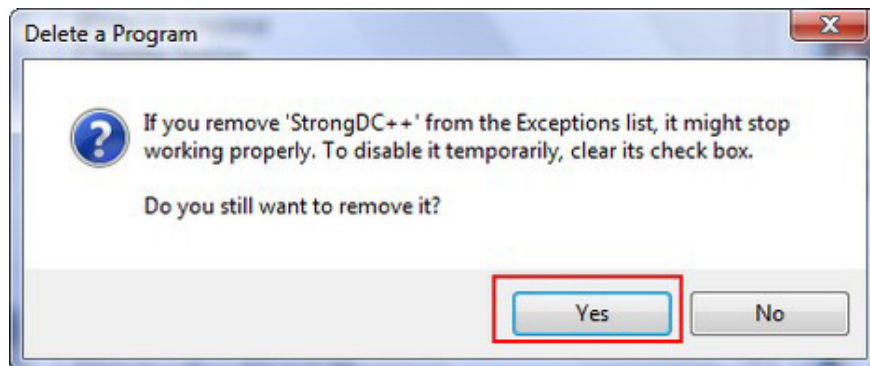 Delete a Program
If you remove 'StrongDC++' from the Exceptions list, it might stop
working properly. To disable it temporarily, clear its check box.
Do you still want to remove it?
Yes
No